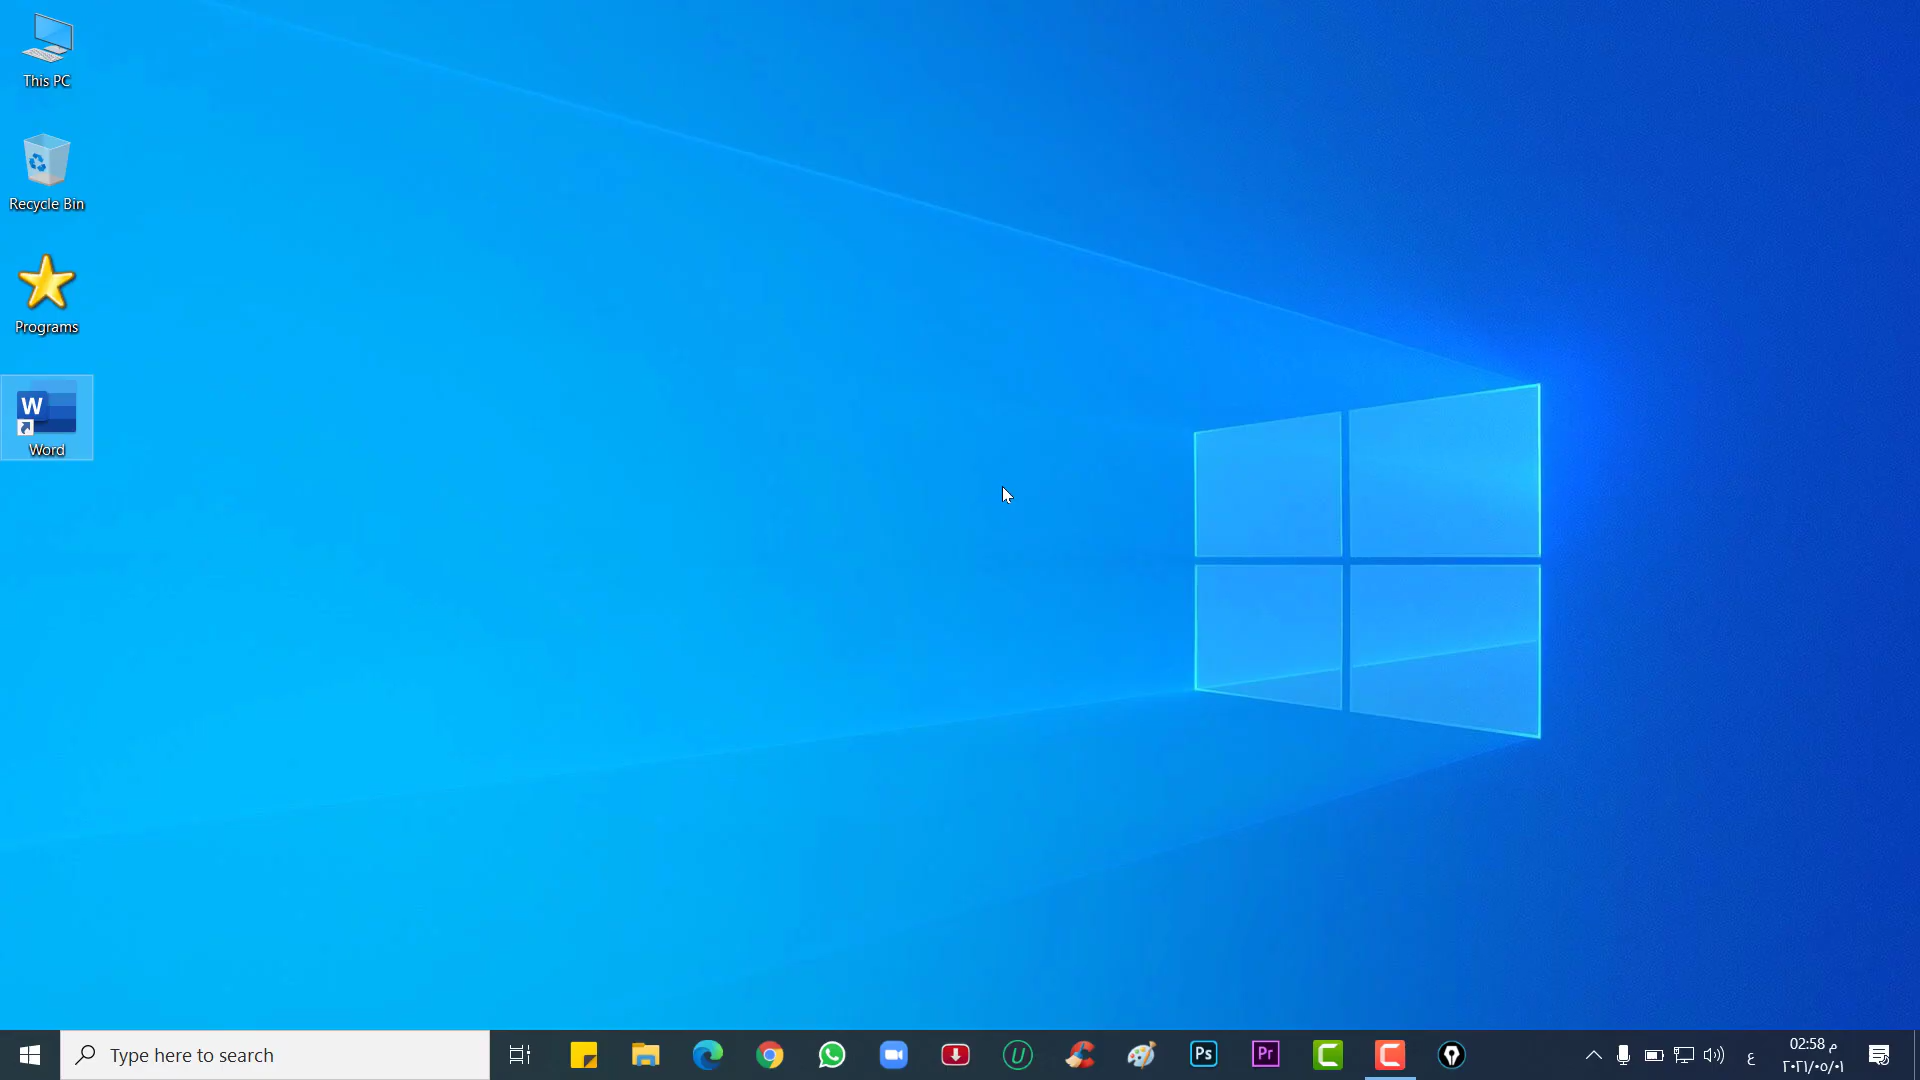 This PC
Recycle Bin
Programs
W
Word
Type here to search
U
Ps
Pr
C
C
ع
02:58 م
٢٠٢١/٠٥/٠١